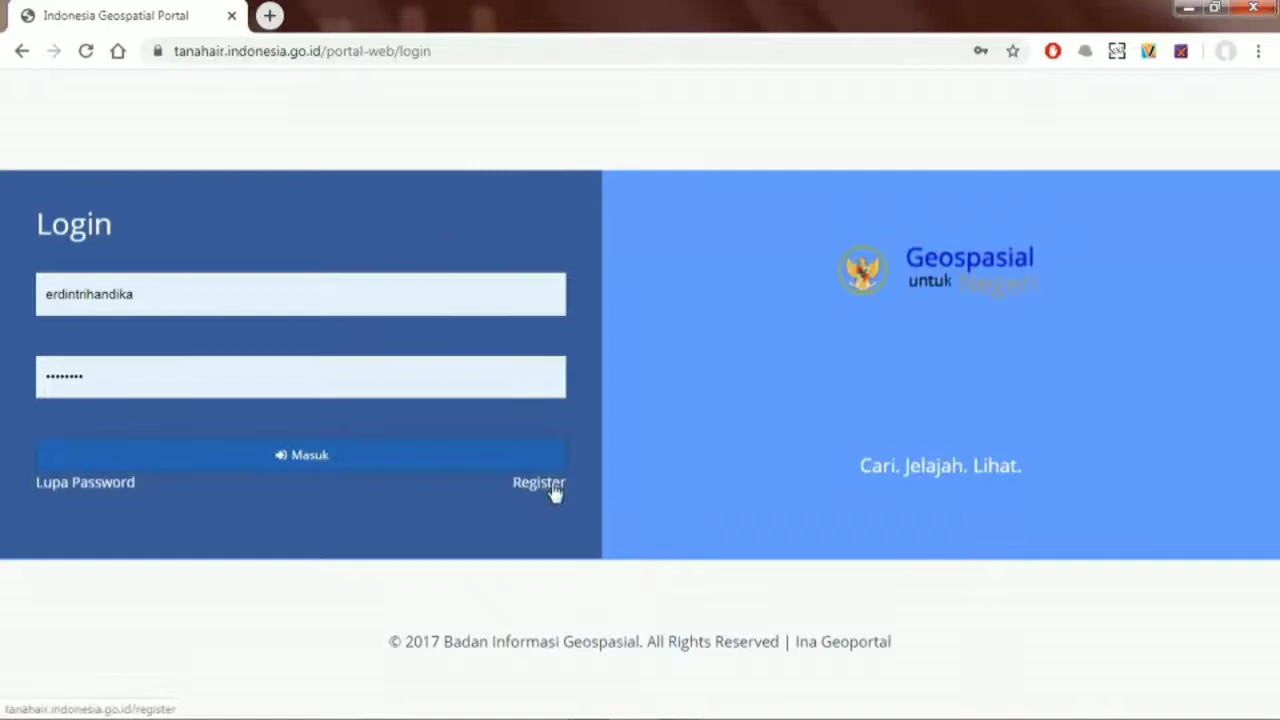 Indonesia Geospatial Portal
tanahair.indonesia.go.id/portal-web/login
Login
erdintrihandika
••••••••
Masuk
Lupa Password
Register
Geospasial
untuk Negeri
Cari. Jelajah. Lihat.
© 2017 Badan Informasi Geospasial. All Rights Reserved | Ina Geoportal
tanahair.indonesia.go.id/register